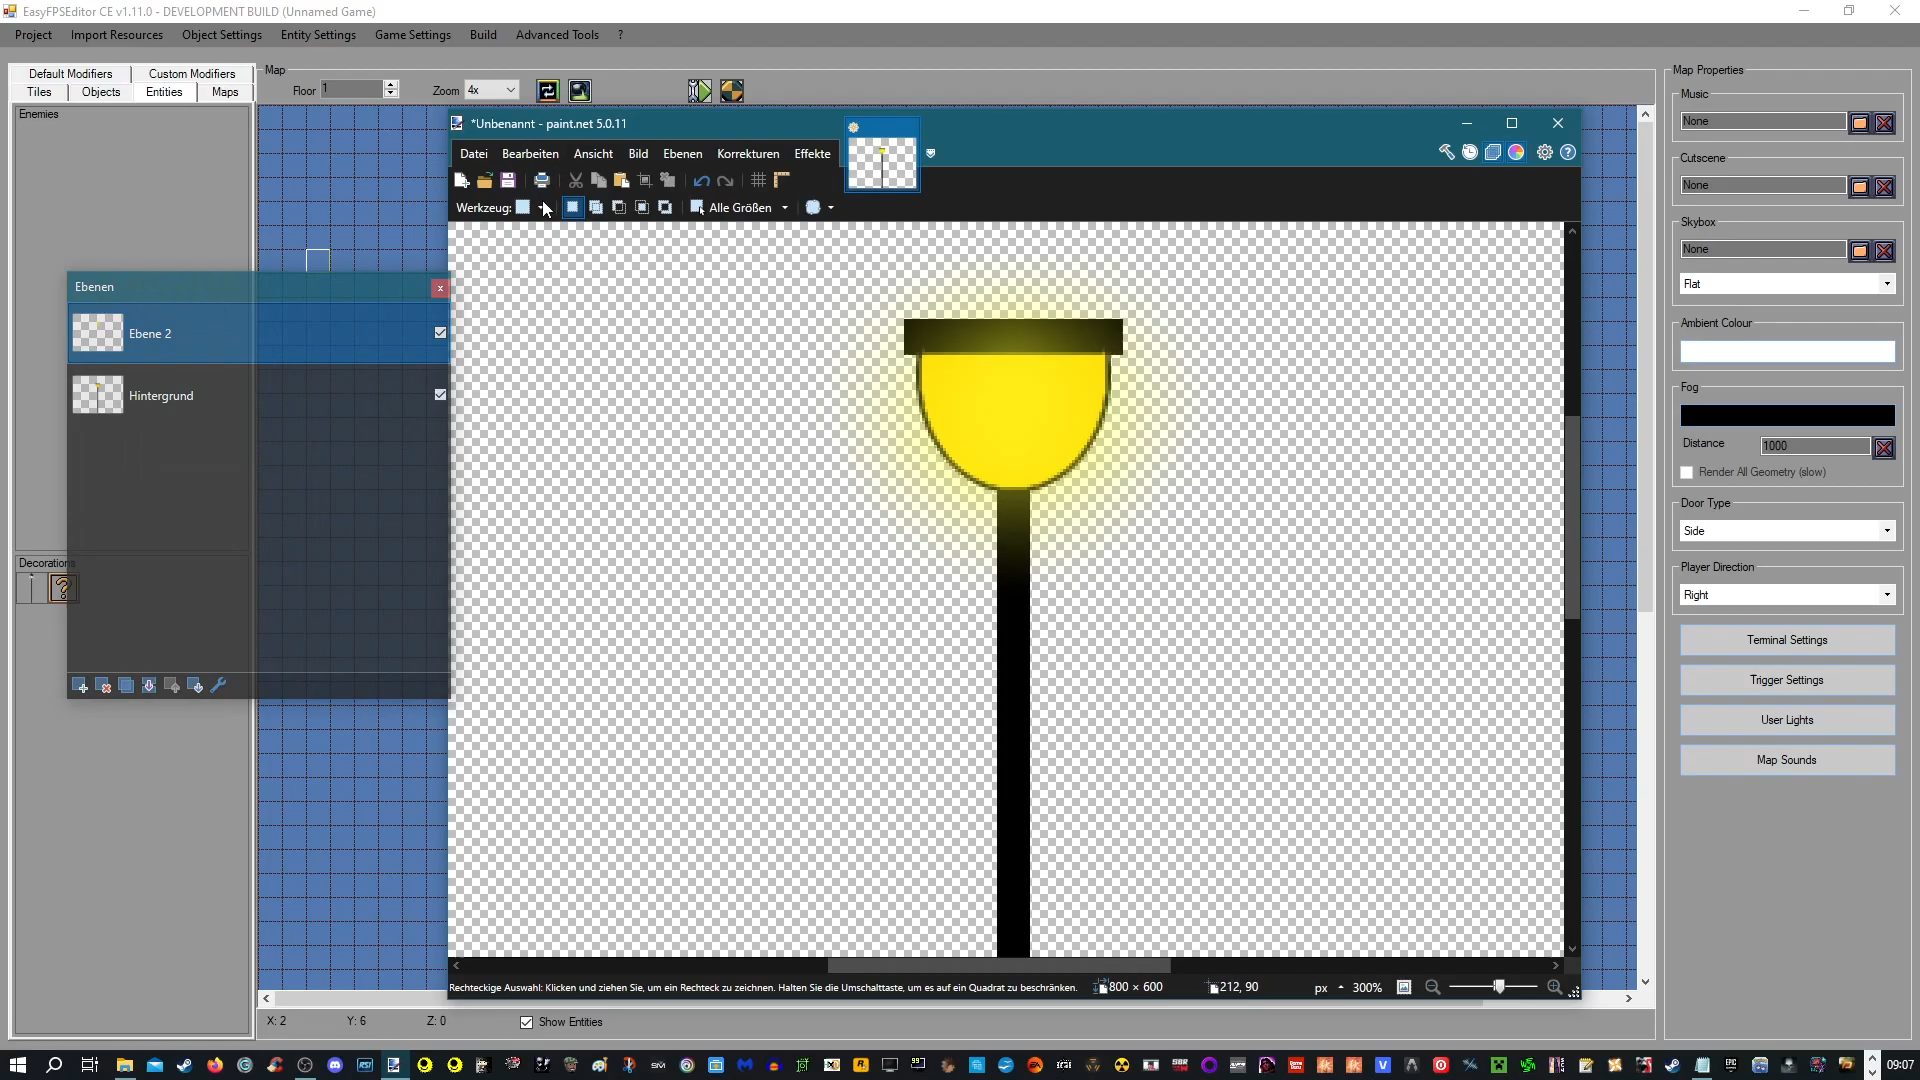 EasyFPSEditor CE v1.11.0 - DEVELOPMENT BUILD (Unnamed Game)
Project Import Resources Object Settings Entity Settings Game Settings Build Advanced Tools ?
Default Modifiers Custom Modifiers
Tiles Objects Entities Maps
Enemies
Decorations
Map
Floor 1 Zoom 4x
*Unbenannt - paint.net 5.0.11
Datei Bearbeiten Ansicht Bild Ebenen Korrekturen Effekte
Werkzeug: Alle Größen
Ebenen
Ebene 2
Hintergrund
Rechteckige Auswahl: Klicken und ziehen Sie, um ein Rechteck zu zeichnen. Halten Sie die Umschalttaste, um es auf ein Quadrat zu beschränken. 800 × 600 212, 90 px 300%
X: 2 Y: 6 Z: 0 Show Entities
Map Properties
Music
None
Cutscene
None
Skybox
None
Flat
Ambient Colour
Fog
Distance 1000
Render All Geometry (slow)
Door Type
Side
Player Direction
Right
Terminal Settings
Trigger Settings
User Lights
Map Sounds
09:07